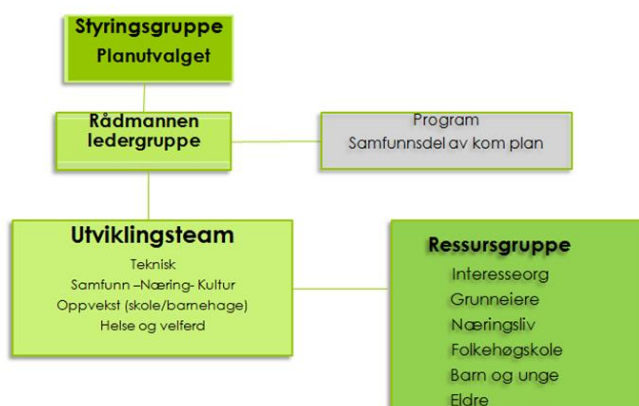 Styringsgruppe
Planutvalget
Rådmannen
ledergruppe
Program
Samfunnsdel av kom plan
Utviklingsteam
Teknisk
Samfunn –Næring- Kultur
Oppvekst (skole/barnehage)
Helse og velferd
Ressursgruppe
Interesseorg
Grunneiere
Næringsliv
Folkehøgskole
Barn og unge
Eldre